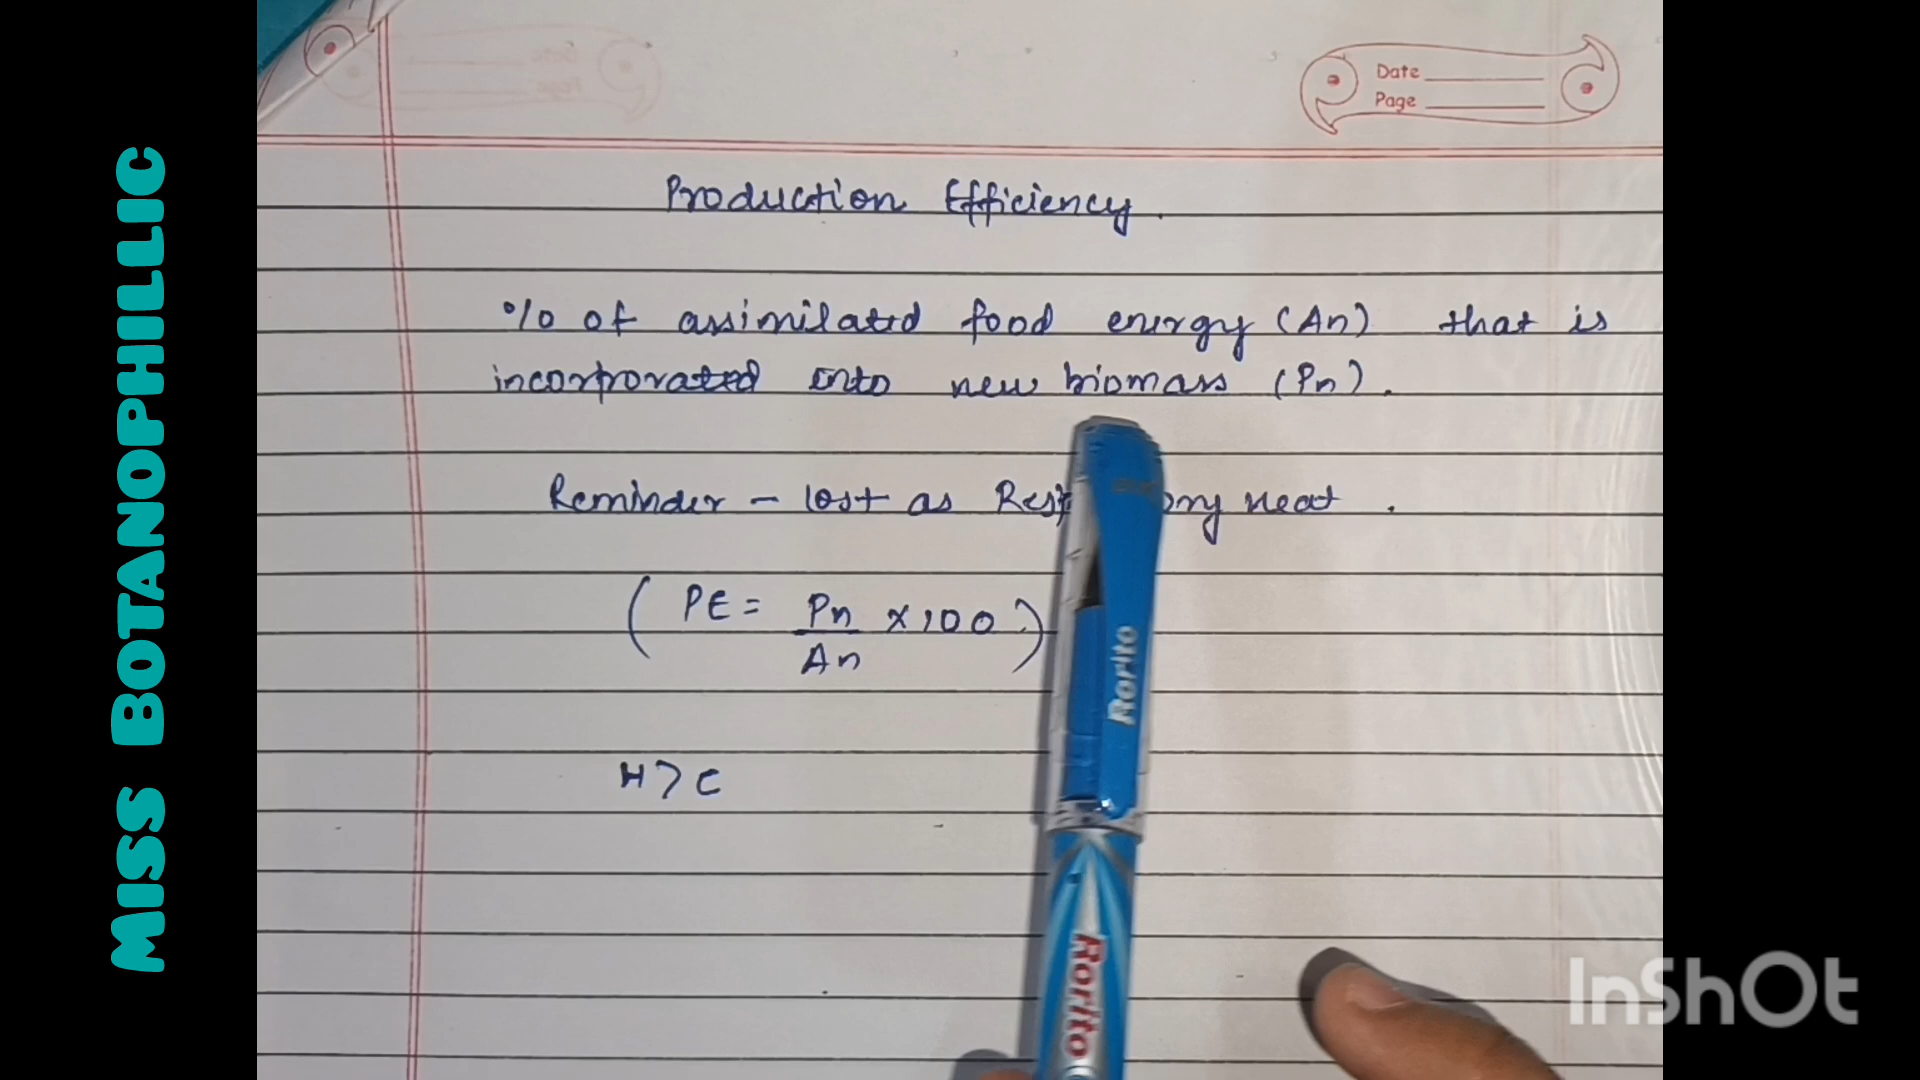 MISS BOTANOPHILLIC
Date
Page
Production Efficiency.
% of assimilated food energy (An) that is
incorporated into new biomass (Pn).
Reminder - lost as heat.
(PE = Pn/An × 100)
H > C
Rorito
Rorito
InShOt